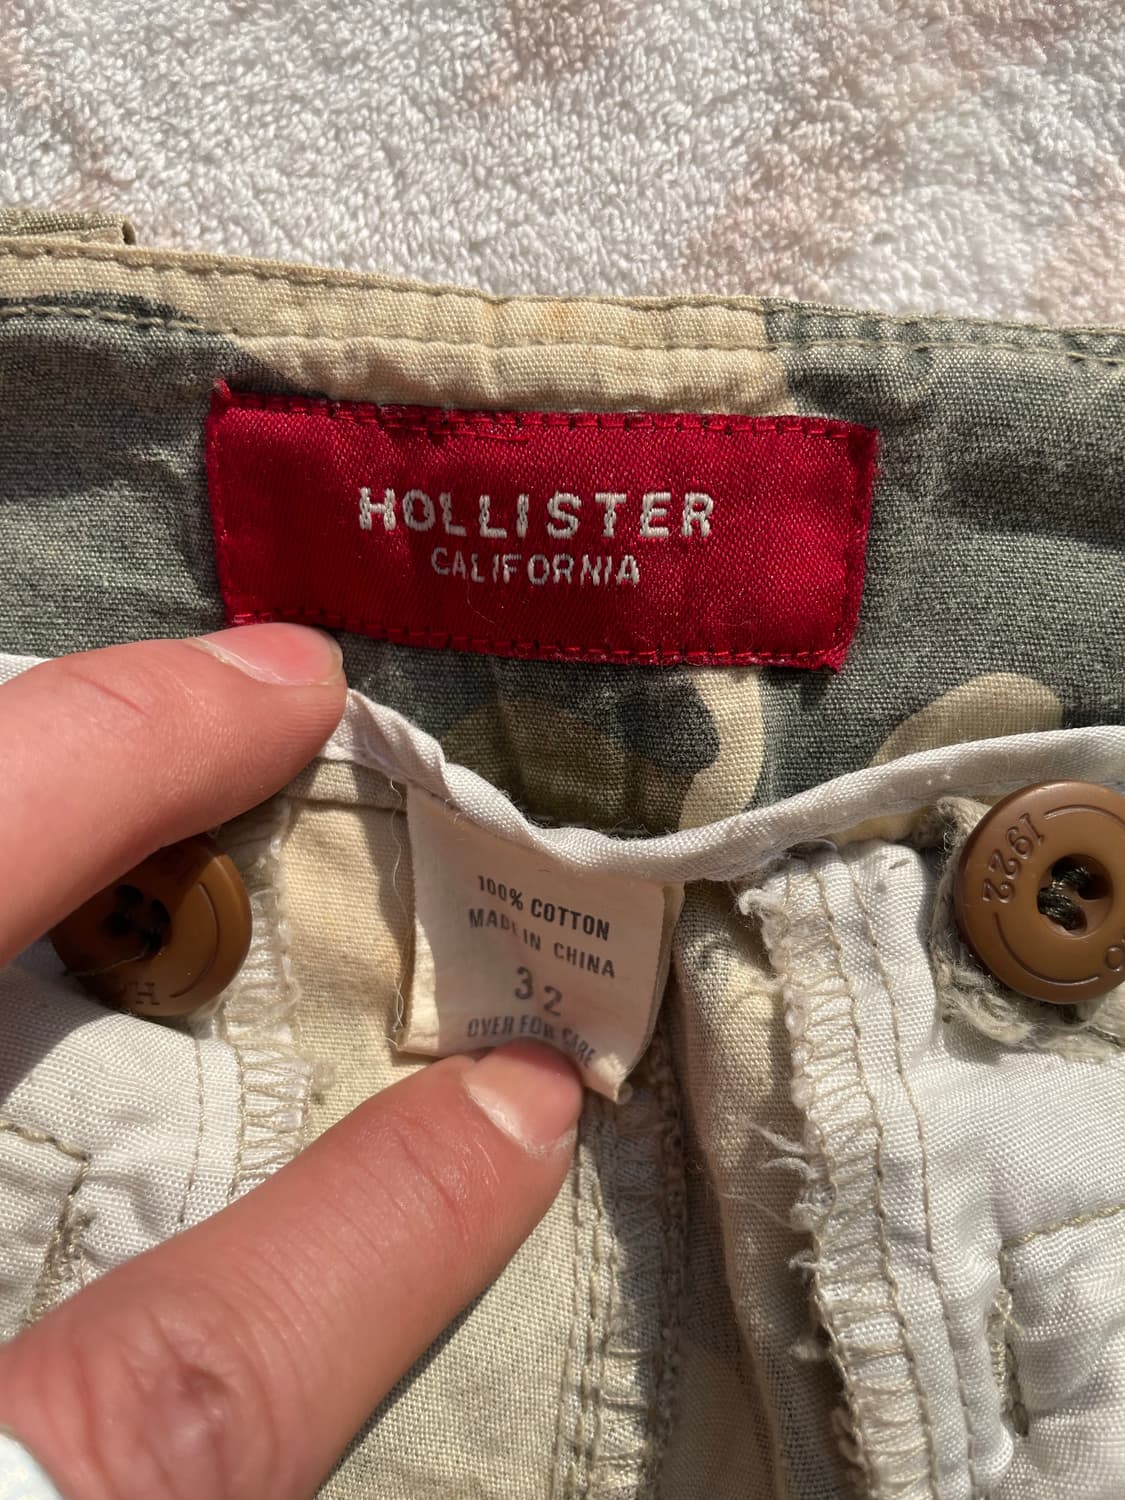 HOLLISTER
CALIFORNIA
100% COTTON
MADE IN CHINA
32
OVER FOR CARE
1922
H